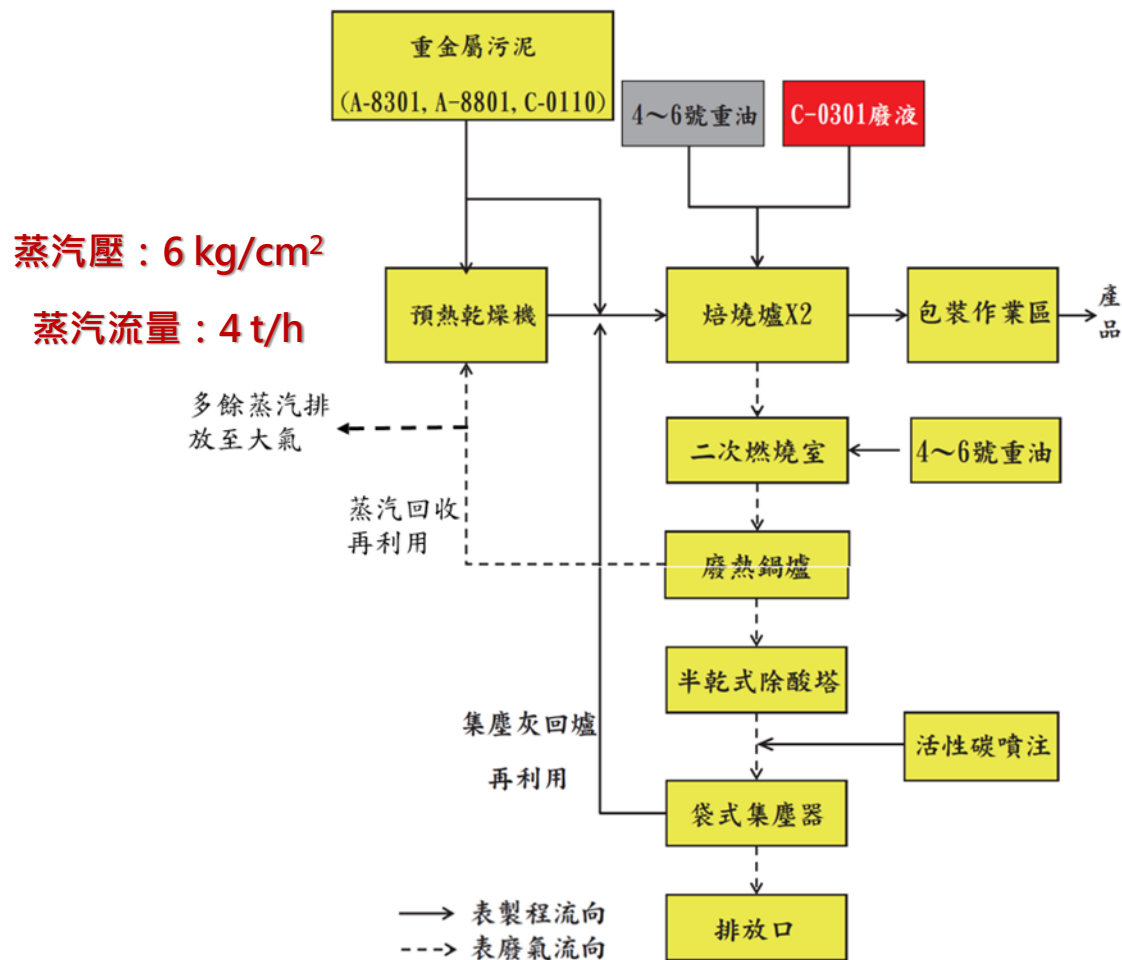 重金屬污泥
(A-8301, A-8801, C-0110)
4～6號重油
C-0301廢液
蒸汽壓：6 kg/cm²
蒸汽流量：4 t/h
預熱乾燥機
焙燒爐X2
包裝作業區
產
品
多餘蒸汽排
放至大氣
二次燃燒室
4～6號重油
蒸汽回收
再利用
廢熱鍋爐
半乾式除酸塔
集塵灰回爐
再利用
活性碳噴注
袋式集塵器
表製程流向
表廢氣流向
排放口